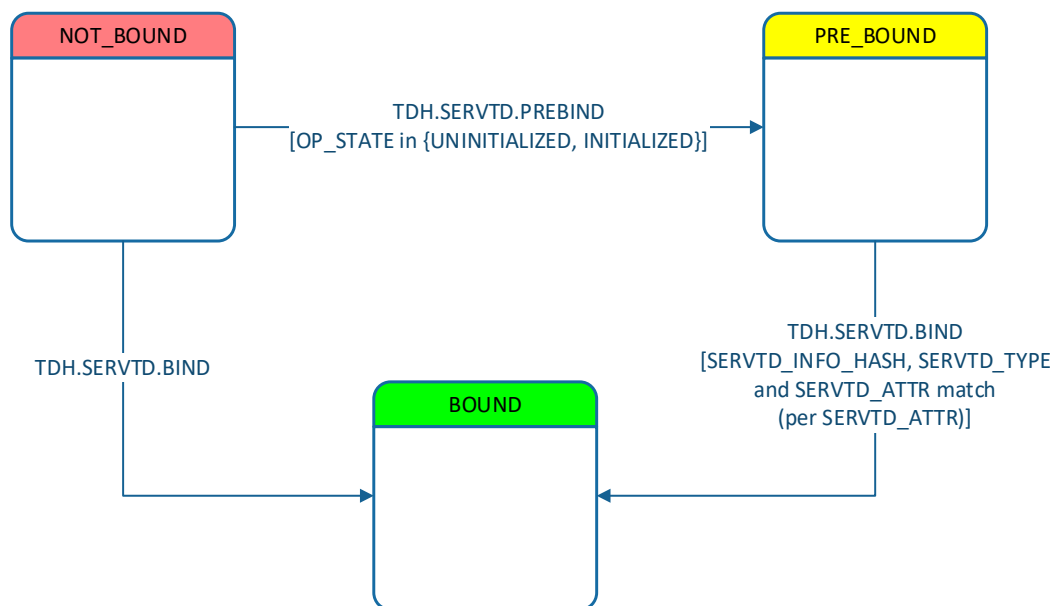 NOT_BOUND
PRE_BOUND
TDH.SERVTD.PREBIND
[OP_STATE in {UNINITIALIZED, INITIALIZED}]
TDH.SERVTD.BIND
TDH.SERVTD.BIND
[SERVTD_INFO_HASH, SERVTD_TYPE
and SERVTD_ATTR match
(per SERVTD_ATTR)]
BOUND